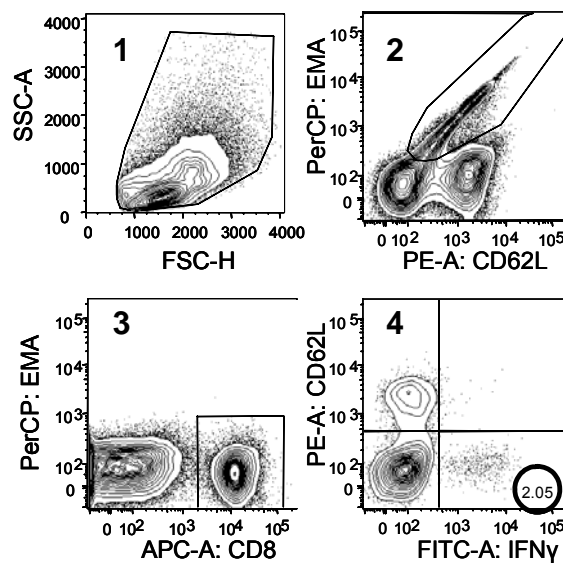 1
SSC-A
4000
3000
2000
1000
0
0 1000 2000 3000 4000
FSC-H
2
PerCP: EMA
10⁵
10⁴
10³
10²
0
0 10² 10³ 10⁵
PE-A: CD62L
3
PerCP: EMA
10⁵
10⁴
10³
10²
0
0 10² 10³ 10⁴ 10⁵
APC-A: CD8
4
PE-A: CD62L
10⁵
10⁴
10³
10²
0
2.05
0 10² 10³ 10⁴ 10⁵
FITC-A: IFNγ